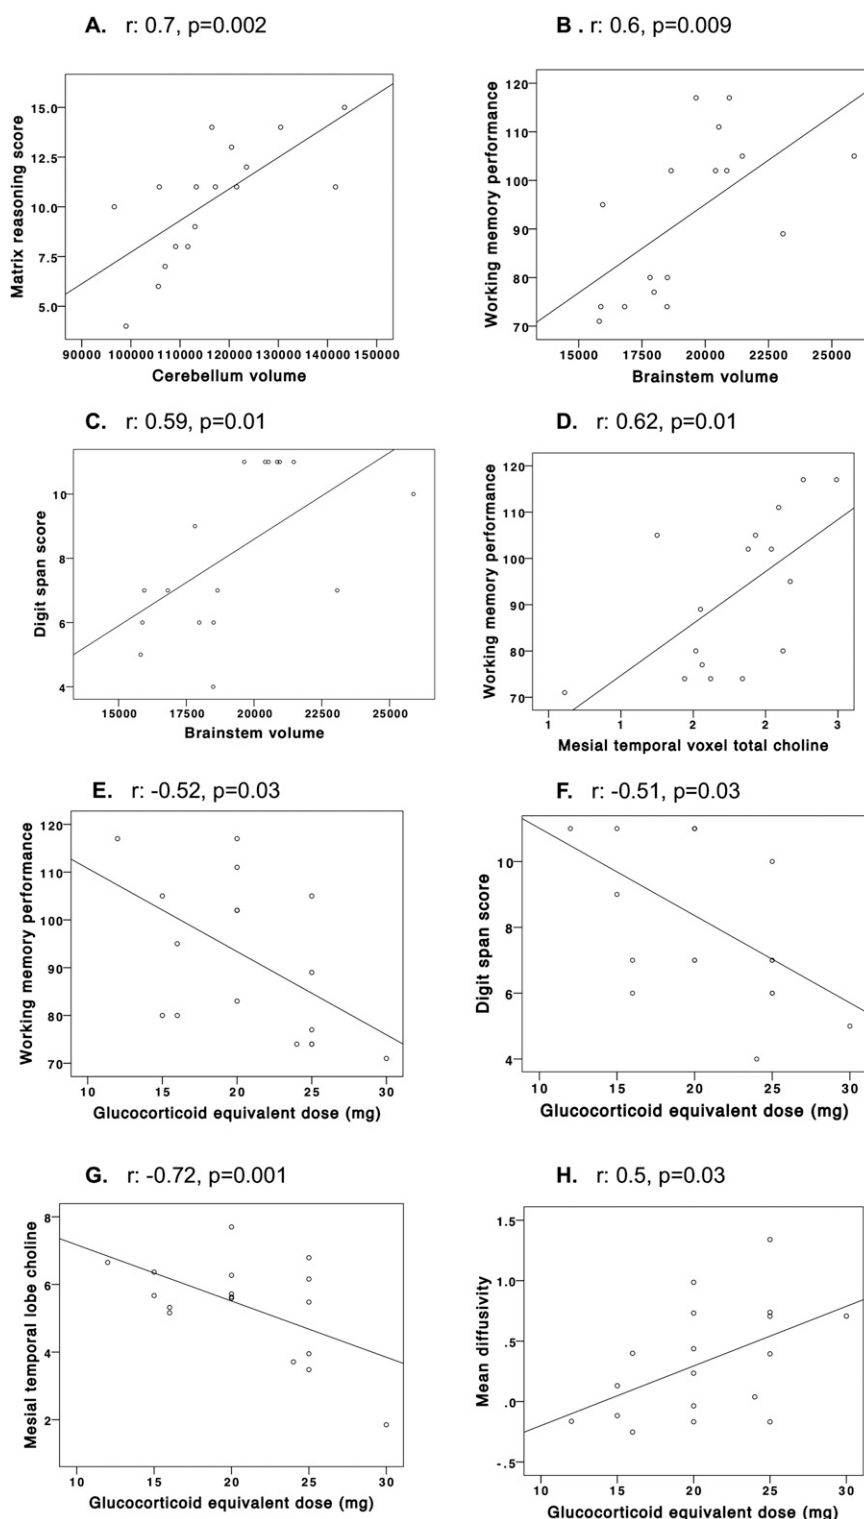 A. r: 0.7, p=0.002
Matrix reasoning score
15.0
12.5
10.0
7.5
5.0
90000 100000 110000 120000 130000 140000 150000
Cerebellum volume
B . r: 0.6, p=0.009
Working memory performance
120
110
100
90
80
70
15000 17500 20000 22500 25000
Brainstem volume
C. r: 0.59, p=0.01
Digit span score
10
8
6
4
15000 17500 20000 22500 25000
Brainstem volume
D. r: 0.62, p=0.01
Working memory performance
120
110
100
90
80
70
1 1 2 2 3
Mesial temporal voxel total choline
E. r: -0.52, p=0.03
Working memory performance
120
110
100
90
80
70
10 15 20 25 30
Glucocorticoid equivalent dose (mg)
F. r: -0.51, p=0.03
Digit span score
10
8
6
4
10 15 20 25 30
Glucocorticoid equivalent dose (mg)
G. r: -0.72, p=0.001
Mesial temporal lobe choline
8
6
4
2
10 15 20 25 30
Glucocorticoid equivalent dose (mg)
H. r: 0.5, p=0.03
Mean diffusivity
1.5
1.0
.5
.0
-.5
10 15 20 25 30
Glucocorticoid equivalent dose (mg)